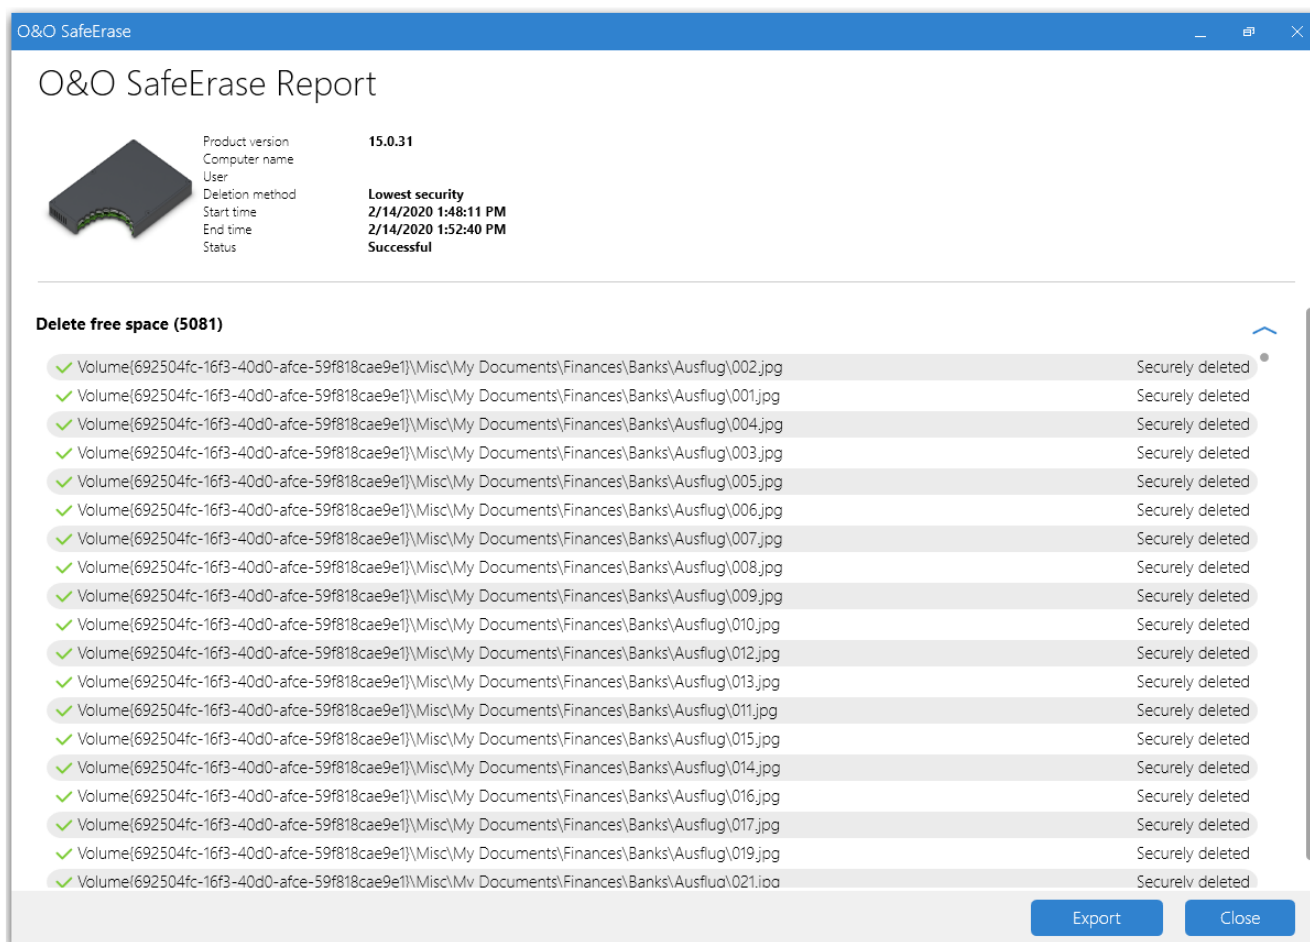 O&O SafeErase
O&O SafeErase Report
Product version 15.0.31
Computer name
User
Deletion method Lowest security
Start time 2/14/2020 1:48:11 PM
End time 2/14/2020 1:52:40 PM
Status Successful
Delete free space (5081)
Volume{692504fc-16f3-40d0-afce-59f818cae9e1}\Misc\My Documents\Finances\Banks\Ausflug\002.jpg Securely deleted
Volume{692504fc-16f3-40d0-afce-59f818cae9e1}\Misc\My Documents\Finances\Banks\Ausflug\001.jpg Securely deleted
Volume{692504fc-16f3-40d0-afce-59f818cae9e1}\Misc\My Documents\Finances\Banks\Ausflug\004.jpg Securely deleted
Volume{692504fc-16f3-40d0-afce-59f818cae9e1}\Misc\My Documents\Finances\Banks\Ausflug\003.jpg Securely deleted
Volume{692504fc-16f3-40d0-afce-59f818cae9e1}\Misc\My Documents\Finances\Banks\Ausflug\005.jpg Securely deleted
Volume{692504fc-16f3-40d0-afce-59f818cae9e1}\Misc\My Documents\Finances\Banks\Ausflug\006.jpg Securely deleted
Volume{692504fc-16f3-40d0-afce-59f818cae9e1}\Misc\My Documents\Finances\Banks\Ausflug\007.jpg Securely deleted
Volume{692504fc-16f3-40d0-afce-59f818cae9e1}\Misc\My Documents\Finances\Banks\Ausflug\008.jpg Securely deleted
Volume{692504fc-16f3-40d0-afce-59f818cae9e1}\Misc\My Documents\Finances\Banks\Ausflug\009.jpg Securely deleted
Volume{692504fc-16f3-40d0-afce-59f818cae9e1}\Misc\My Documents\Finances\Banks\Ausflug\010.jpg Securely deleted
Volume{692504fc-16f3-40d0-afce-59f818cae9e1}\Misc\My Documents\Finances\Banks\Ausflug\012.jpg Securely deleted
Volume{692504fc-16f3-40d0-afce-59f818cae9e1}\Misc\My Documents\Finances\Banks\Ausflug\013.jpg Securely deleted
Volume{692504fc-16f3-40d0-afce-59f818cae9e1}\Misc\My Documents\Finances\Banks\Ausflug\011.jpg Securely deleted
Volume{692504fc-16f3-40d0-afce-59f818cae9e1}\Misc\My Documents\Finances\Banks\Ausflug\015.jpg Securely deleted
Volume{692504fc-16f3-40d0-afce-59f818cae9e1}\Misc\My Documents\Finances\Banks\Ausflug\014.jpg Securely deleted
Volume{692504fc-16f3-40d0-afce-59f818cae9e1}\Misc\My Documents\Finances\Banks\Ausflug\016.jpg Securely deleted
Volume{692504fc-16f3-40d0-afce-59f818cae9e1}\Misc\My Documents\Finances\Banks\Ausflug\017.jpg Securely deleted
Volume{692504fc-16f3-40d0-afce-59f818cae9e1}\Misc\My Documents\Finances\Banks\Ausflug\019.jpg Securely deleted
Volume{692504fc-16f3-40d0-afce-59f818cae9e1}\Misc\My Documents\Finances\Banks\Ausflug\021.jpg Securely deleted
Export Close